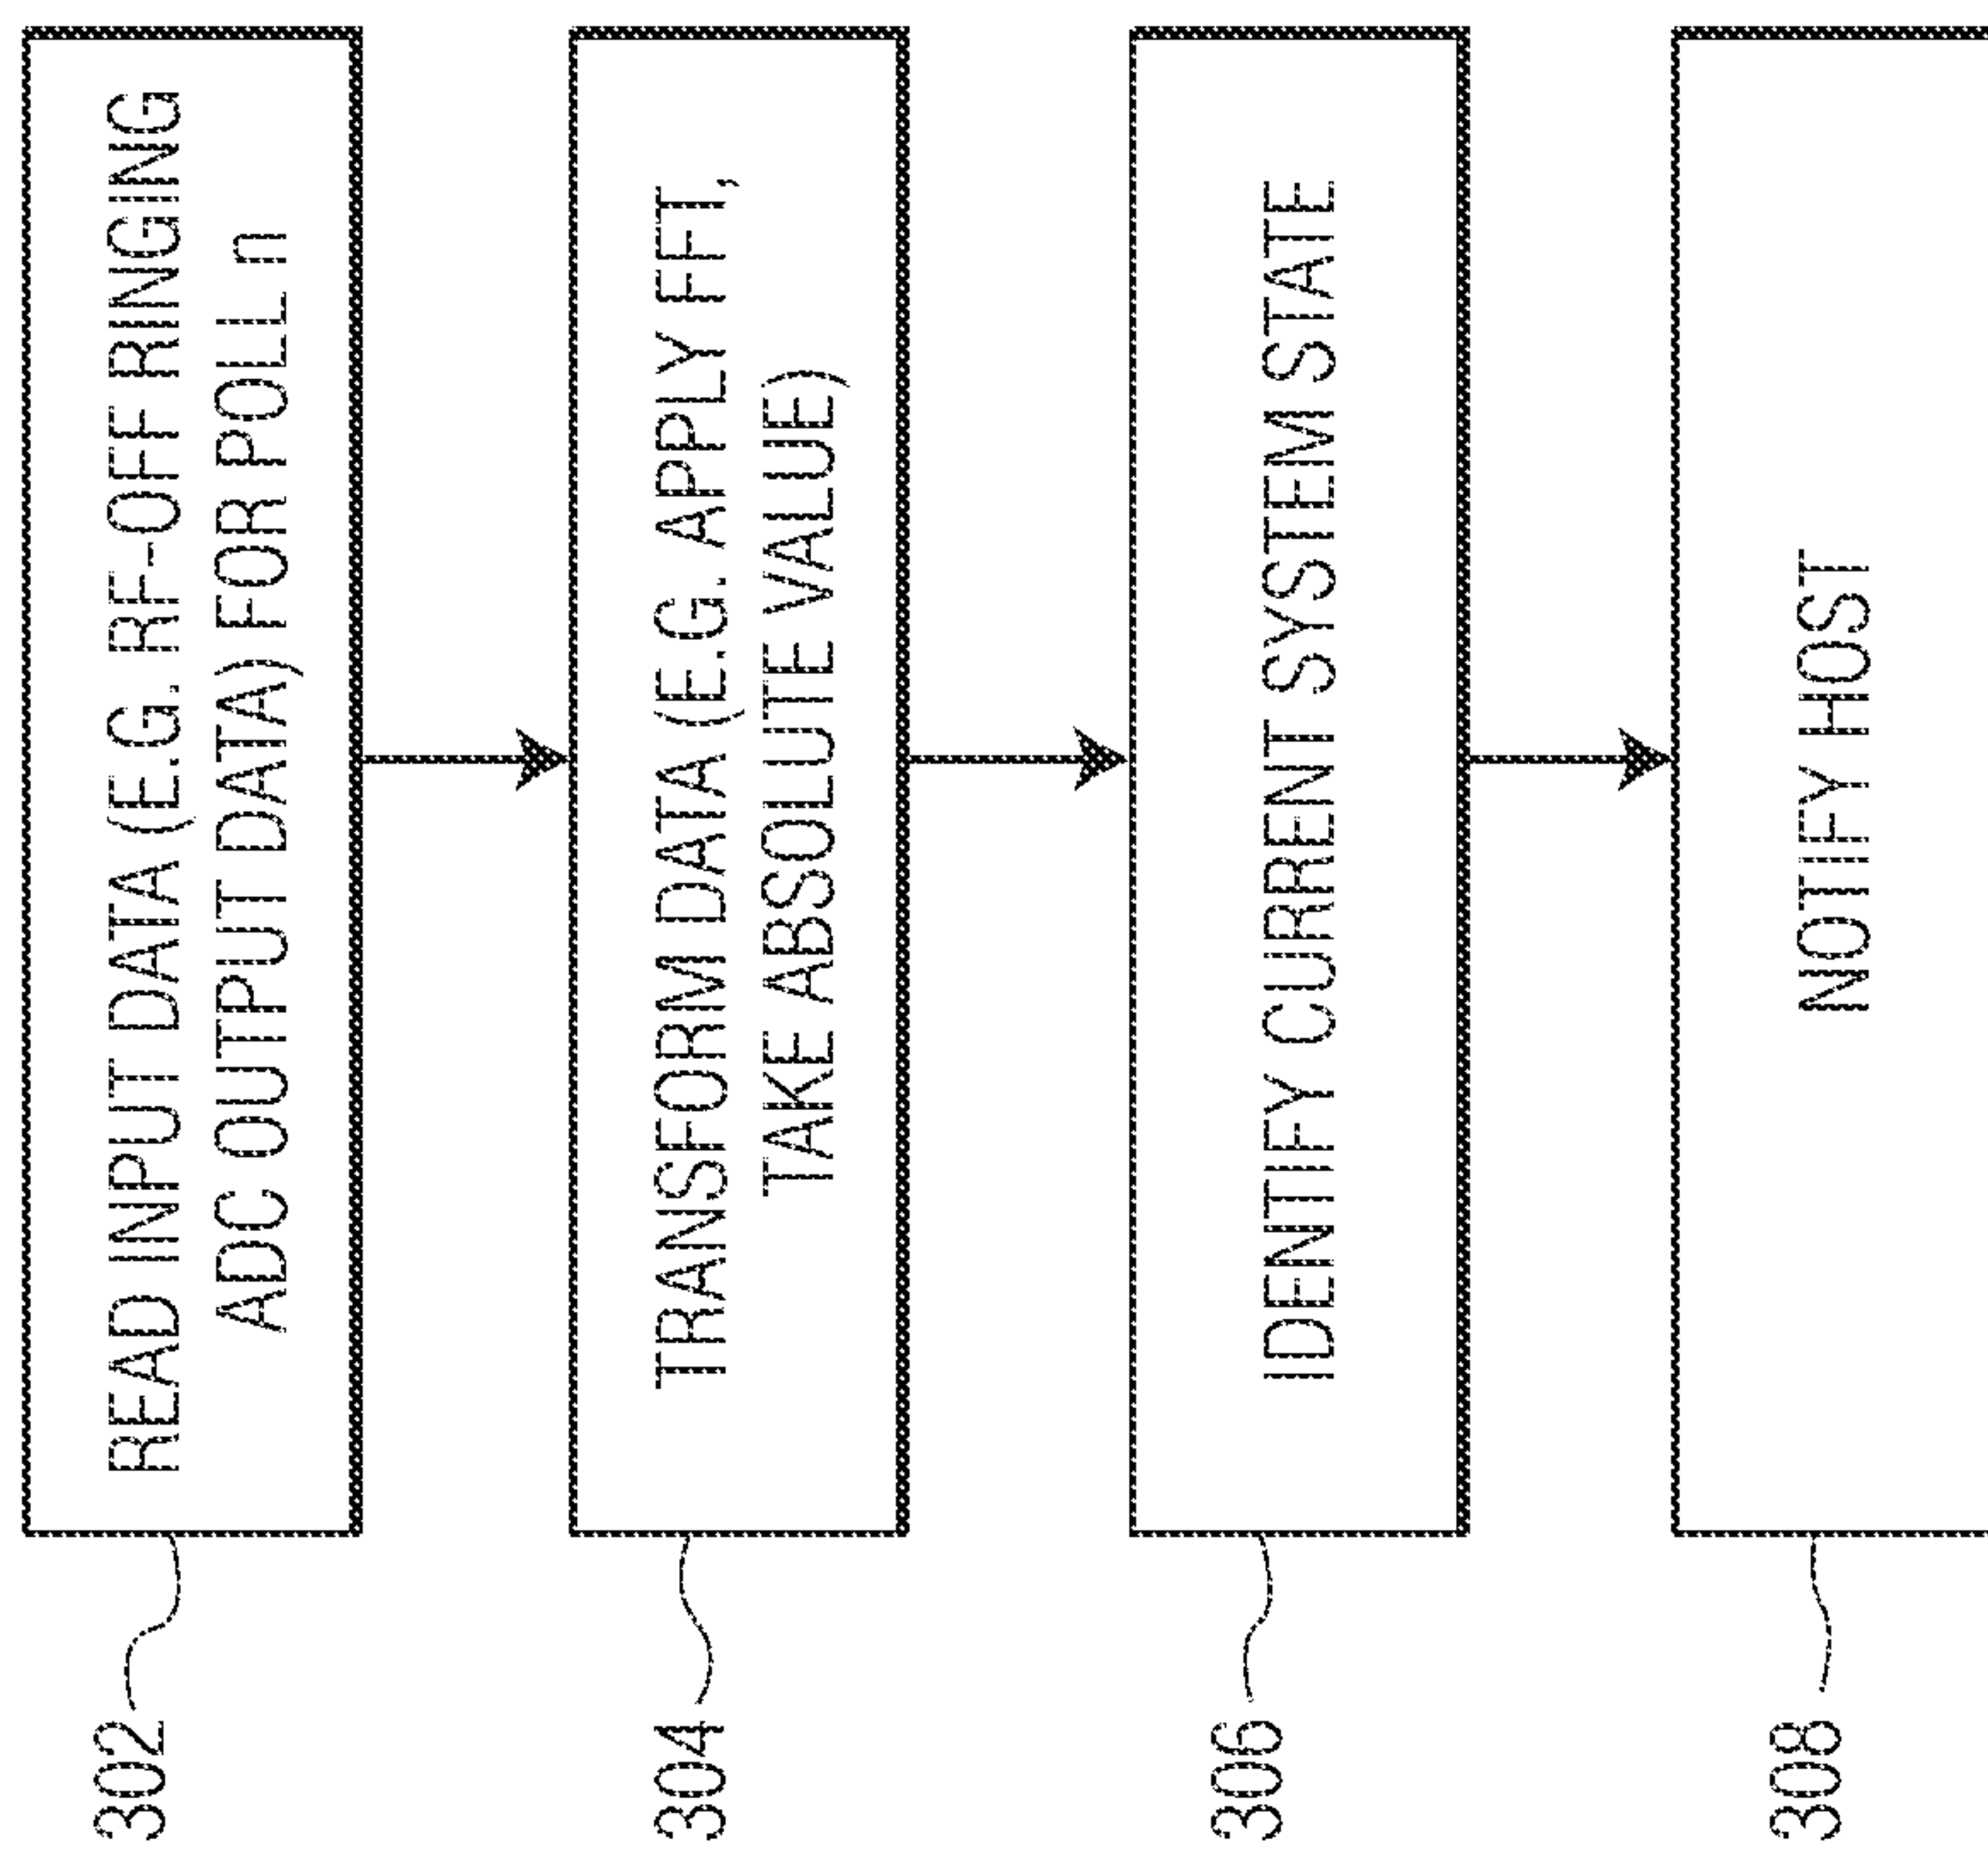 302
READ INPUT DATA (E.G. RF-OFF RINGING
ADC OUTPUT DATA) FOR POLL n
304
TRANSFORM DATA (E.G. APPLY FFT,
TAKE ABSOLUTE VALUE)
306
IDENTIFY CURRENT SYSTEM STATE
308
NOTIFY HOST